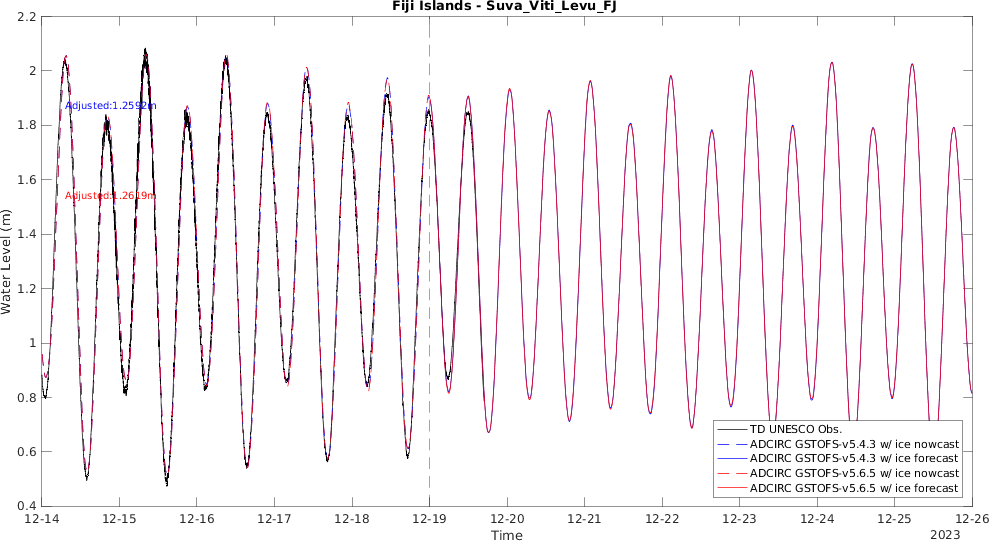 Fiji Islands - Suva_Viti_Levu_FJ
2.2
2
1.8
1.6
1.4
1.2
1
0.8
0.6
0.4
Water Level (m)
Adjusted:1.2592m
Adjusted:1.2619m
TD UNESCO Obs.
ADCIRC GSTOFS-v5.4.3 w/ ice nowcast
ADCIRC GSTOFS-v5.4.3 w/ ice forecast
ADCIRC GSTOFS-v5.6.5 w/ ice nowcast
ADCIRC GSTOFS-v5.6.5 w/ ice forecast
12-14 12-15 12-16 12-17 12-18 12-19 12-20 12-21 12-22 12-23 12-24 12-25 12-26
Time
2023